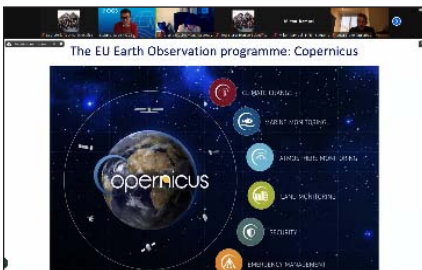 The EU Earth Observation programme: Copernicus
CLIMATE CHANGE
MARINE MONITORING
ATMOSPHERE MONITORING
opernicus
LAND MONITORING
SECURITY
EMERGENCY MANAGEMENT